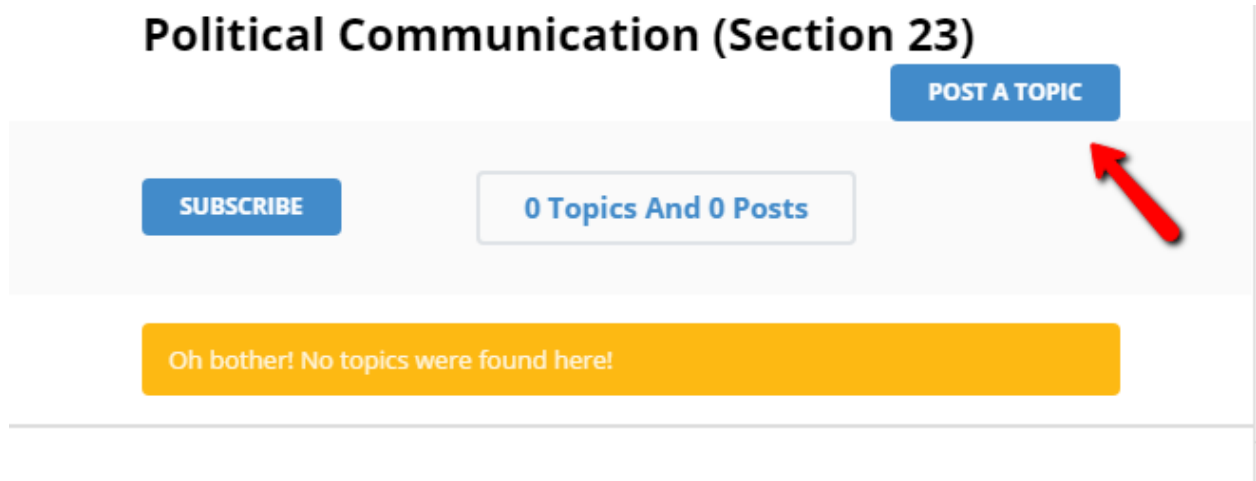 Political Communication (Section 23)
POST A TOPIC
SUBSCRIBE
0 Topics And 0 Posts
Oh bother! No topics were found here!